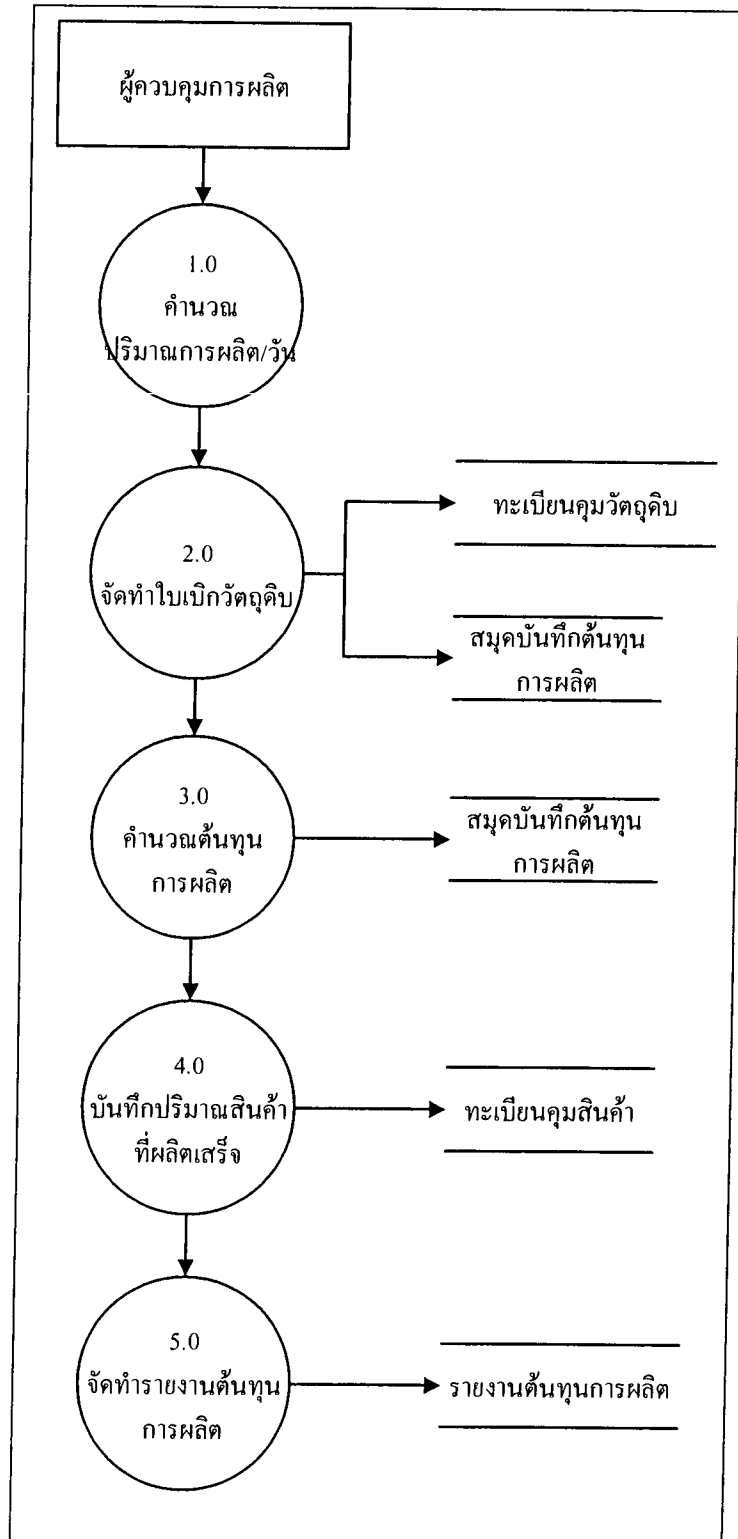 ผู้ควบคุมการผลิต
1.0
คำนวณ
ปริมาณการผลิต/วัน
2.0
จัดทำใบเบิกวัตถุดิบ
ทะเบียนคุมวัตถุดิบ
สมุดบันทึกต้นทุน
การผลิต
3.0
คำนวณต้นทุน
การผลิต
สมุดบันทึกต้นทุน
การผลิต
4.0
บันทึกปริมาณสินค้า
ที่ผลิตเสร็จ
ทะเบียนคุมสินค้า
5.0
จัดทำรายงานต้นทุน
การผลิต
รายงานต้นทุนการผลิต